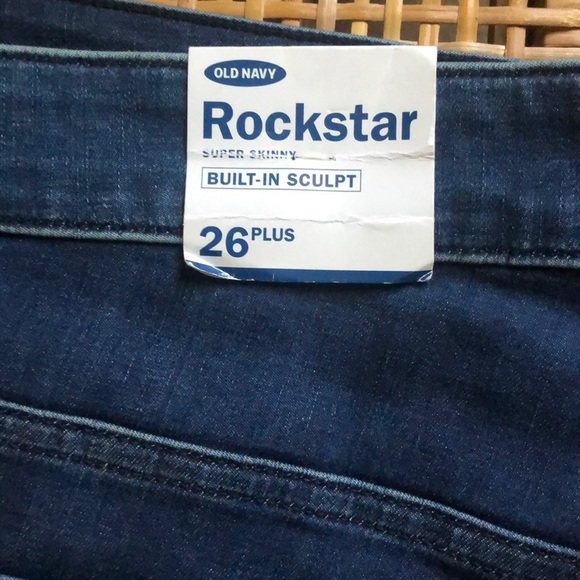 OLD NAVY
Rockstar
SUPER SKINNY
BUILT-IN SCULPT
26 PLUS